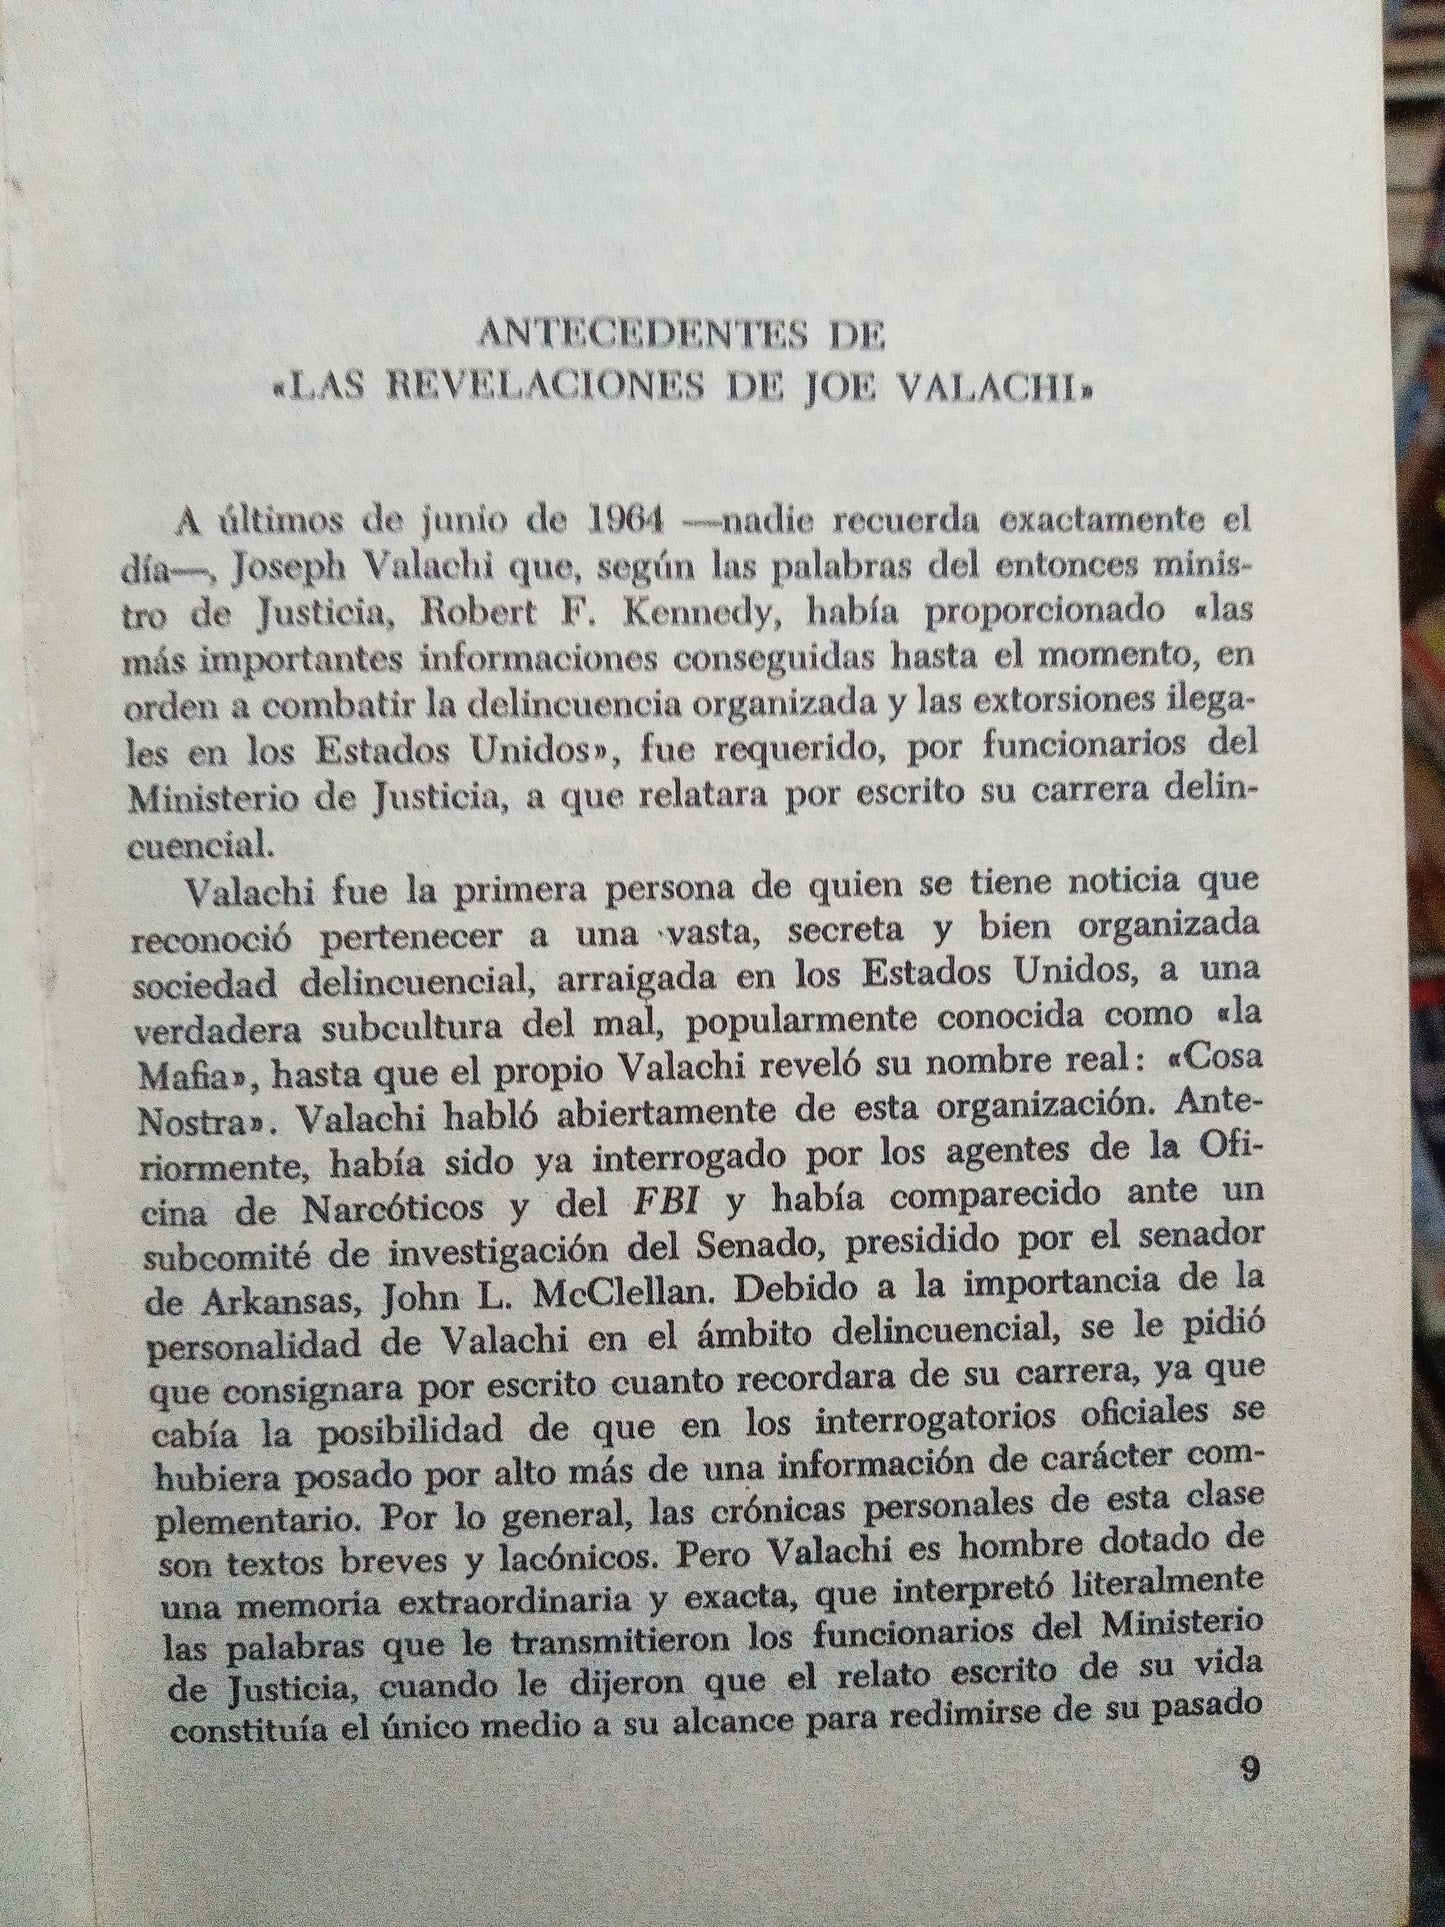 ANTECEDENTES DE
«LAS REVELACIONES DE JOE VALACHI»
A últimos de junio de 1964 —nadie recuerda exactamente el
día—, Joseph Valachi que, según las palabras del entonces minis-
tro de Justicia, Robert F. Kennedy, había proporcionado «las
más importantes informaciones conseguidas hasta el momento, en
orden a combatir la delincuencia organizada y las extorsiones ilega-
les en los Estados Unidos», fue requerido, por funcionarios del
Ministerio de Justicia, a que relatara por escrito su carrera delin-
cuencial.
Valachi fue la primera persona de quien se tiene noticia que
reconoció pertenecer a una vasta, secreta y bien organizada
sociedad delincuencial, arraigada en los Estados Unidos, a una
verdadera subcultura del mal, popularmente conocida como «la
Mafia», hasta que el propio Valachi reveló su nombre real: «Cosa
Nostra». Valachi habló abiertamente de esta organización. Ante-
riormente, había sido ya interrogado por los agentes de la Ofi-
cina de Narcóticos y del FBI y había comparecido ante un
subcomité de investigación del Senado, presidido por el senador
de Arkansas, John L. McClellan. Debido a la importancia de la
personalidad de Valachi en el ámbito delincuencial, se le pidió
que consignara por escrito cuanto recordara de su carrera, ya que
cabía la posibilidad de que en los interrogatorios oficiales se
hubiera posado por alto más de una información de carácter com-
plementario. Por lo general, las crónicas personales de esta clase
son textos breves y lacónicos. Pero Valachi es hombre dotado de
una memoria extraordinaria y exacta, que interpretó literalmente
las palabras que le transmitieron los funcionarios del Ministerio
de Justicia, cuando le dijeron que el relato escrito de su vida
constituía el único medio a su alcance para redimirse de su pasado
9